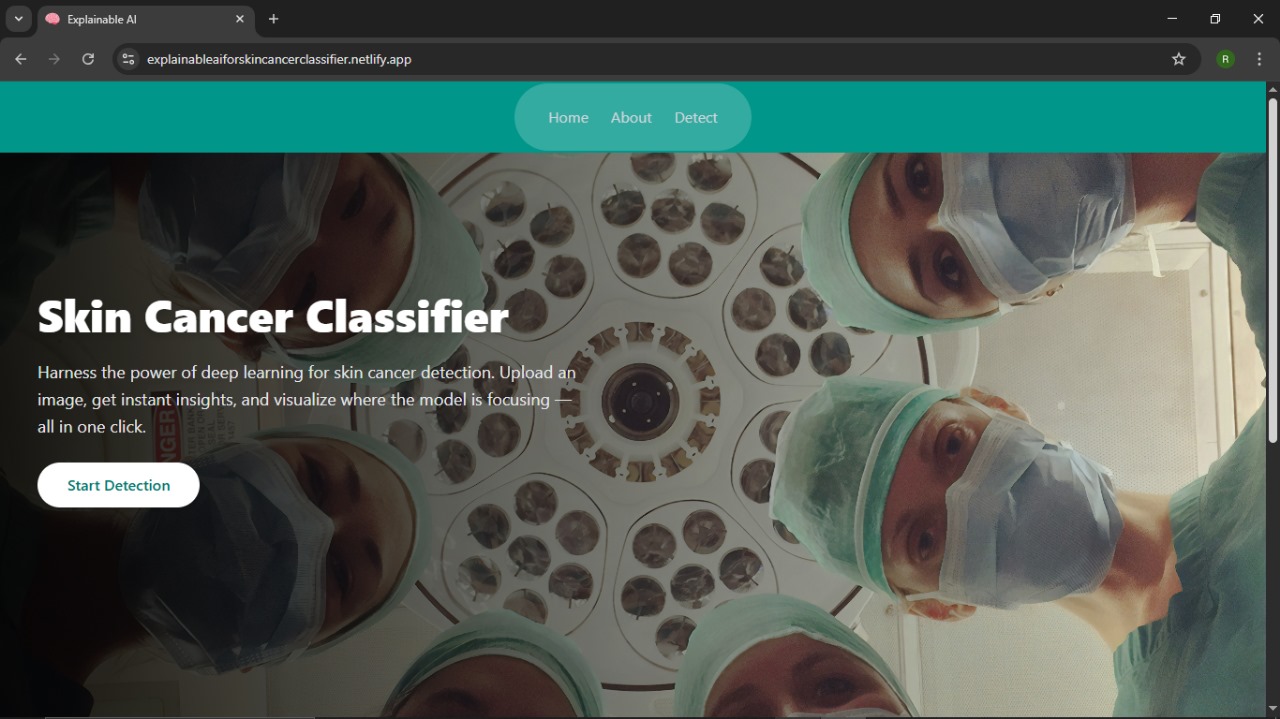 Explainable AI
explainableaiforskincancerclassifier.netlify.app
R
Home About Detect
Skin Cancer Classifier
Harness the power of deep learning for skin cancer detection. Upload an
image, get instant insights, and visualize where the model is focusing —
all in one click.
Start Detection